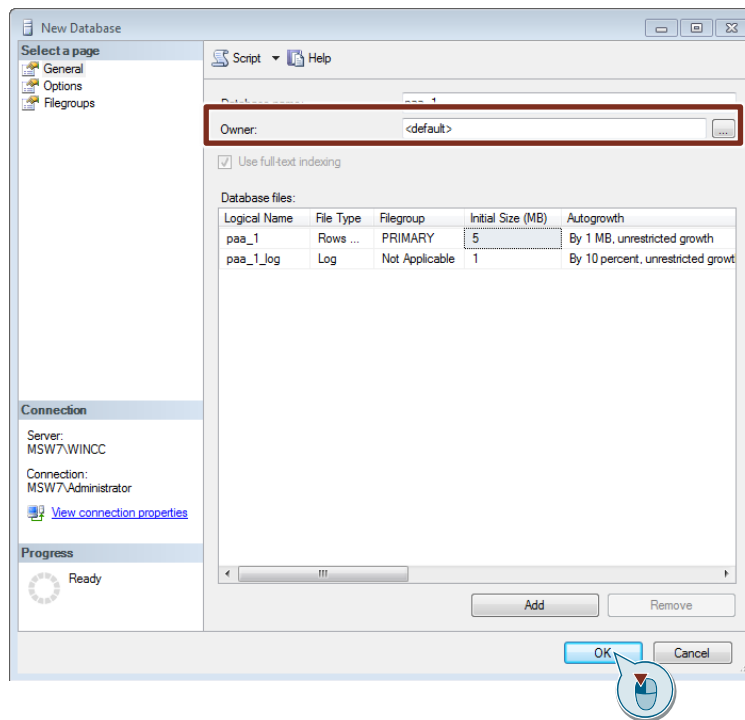 New Database
Select a page
General
Options
Filegroups
Script Help
Database name: paa_1
Owner: <default> ...
Use full-text indexing
Database files:
Logical Name File Type Filegroup Initial Size (MB) Autogrowth
paa_1 Rows ... PRIMARY 5 By 1 MB, unrestricted growth
paa_1_log Log Not Applicable 1 By 10 percent, unrestricted growt
Connection
Server:
MSW7\WINCC
Connection:
MSW7\Administrator
View connection properties
Progress
Ready
Add Remove
OK Cancel